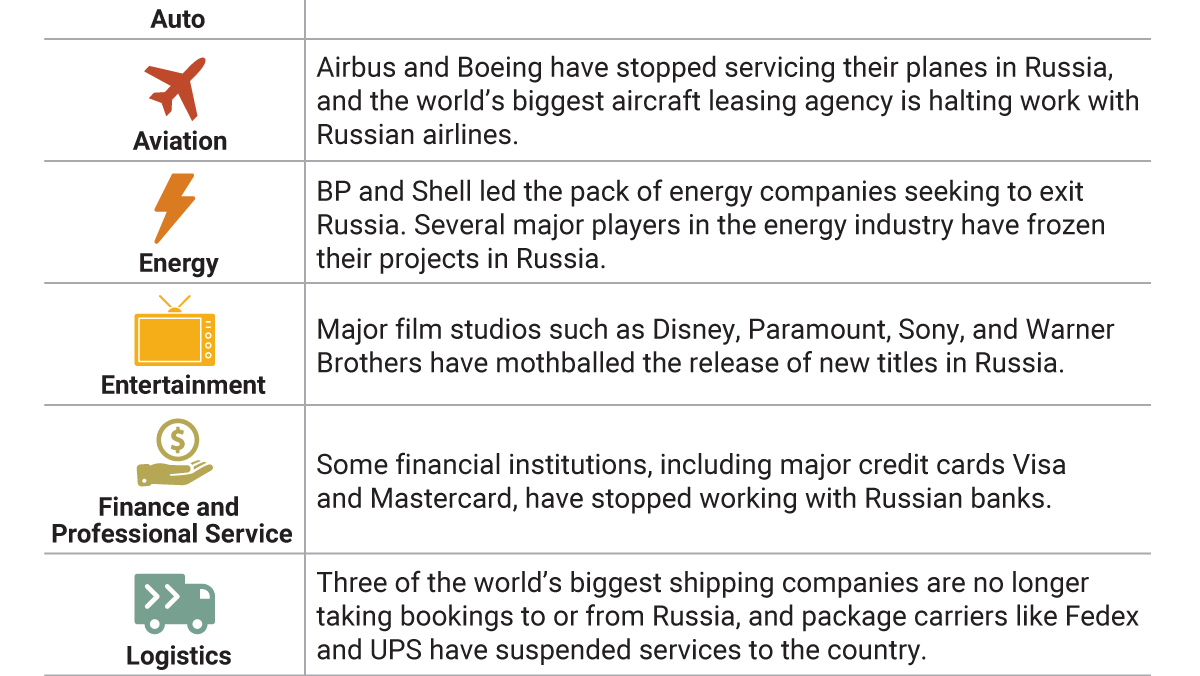 Auto
Airbus and Boeing have stopped servicing their planes in Russia,
and the world’s biggest aircraft leasing agency is halting work with
Russian airlines.
Aviation
BP and Shell led the pack of energy companies seeking to exit
Russia. Several major players in the energy industry have frozen
their projects in Russia.
Energy
Major film studios such as Disney, Paramount, Sony, and Warner
Brothers have mothballed the release of new titles in Russia.
Entertainment
$
Some financial institutions, including major credit cards Visa
and Mastercard, have stopped working with Russian banks.
Finance and
Professional Service
Three of the world’s biggest shipping companies are no longer
taking bookings to or from Russia, and package carriers like Fedex
and UPS have suspended services to the country.
Logistics